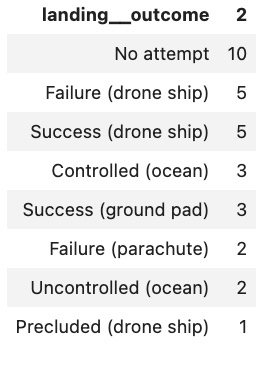 landing__outcome 2
No attempt 10
Failure (drone ship) 5
Success (drone ship) 5
Controlled (ocean) 3
Success (ground pad) 3
Failure (parachute) 2
Uncontrolled (ocean) 2
Precluded (drone ship) 1